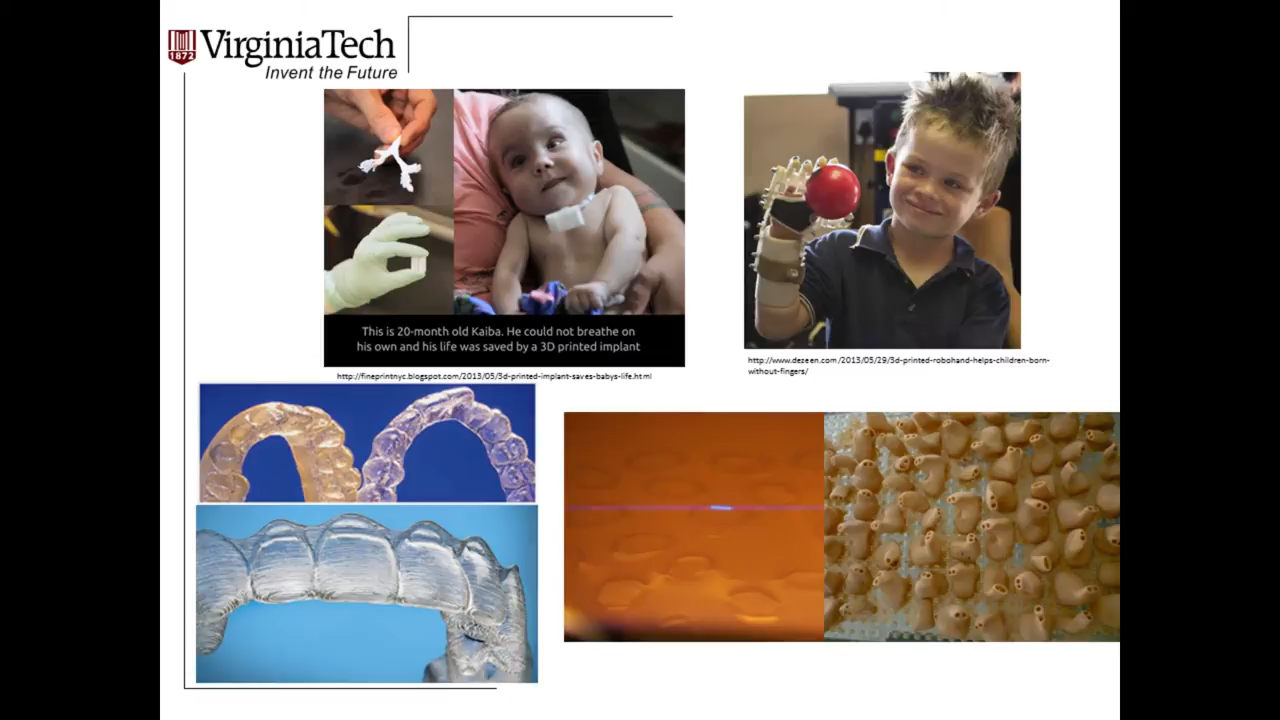 1872
VirginiaTech
Invent the Future
This is 20-month old Kaiba. He could not breathe on
his own and his life was saved by a 3D printed implant
http://fineprintnyc.blogspot.com/2013/05/3d-printed-implant-saves-babys-life.html
http://www.dezeen.com/2013/05/29/3d-printed-robohand-helps-children-born-
without-fingers/